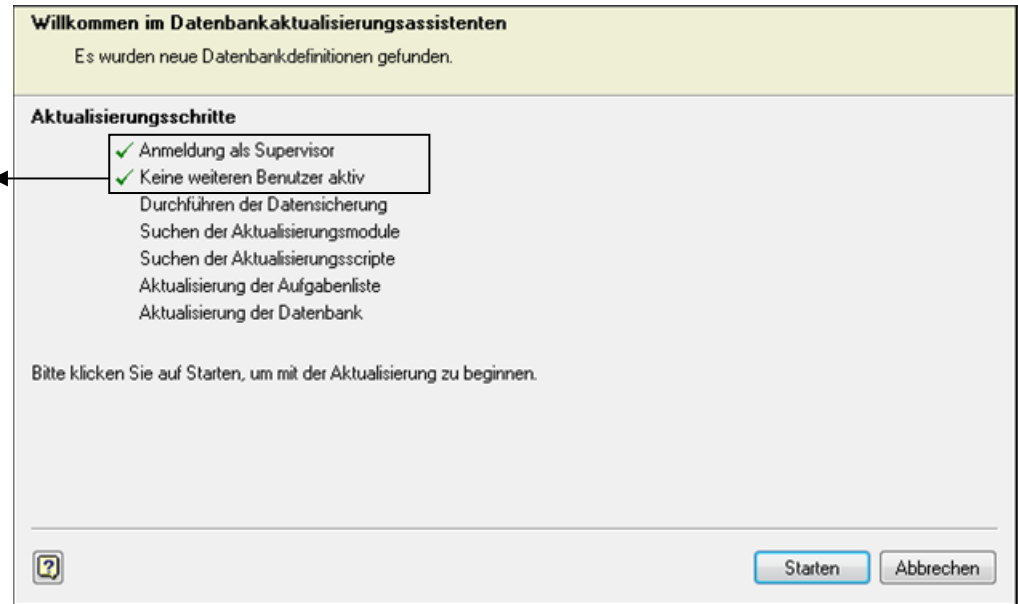 Willkommen im Datenbankaktualisierungsassistenten
Es wurden neue Datenbankdefinitionen gefunden.
Aktualisierungsschritte
Anmeldung als Supervisor
Keine weiteren Benutzer aktiv
Durchführen der Datensicherung
Suchen der Aktualisierungsmodule
Suchen der Aktualisierungsscripte
Aktualisierung der Aufgabenliste
Aktualisierung der Datenbank
Bitte klicken Sie auf Starten, um mit der Aktualisierung zu beginnen.
Starten Abbrechen